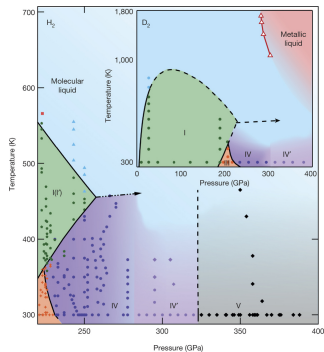 H2
D2
700
600
500
400
300
Temperature (K)
Molecular
liquid
I(I')
IV
IV'
V
250
300
350
400
Pressure (GPa)
1,800
1,000
300
Temperature (K)
Metallic
liquid
I
III
IV
IV'
0
100
200
300
400
Pressure (GPa)